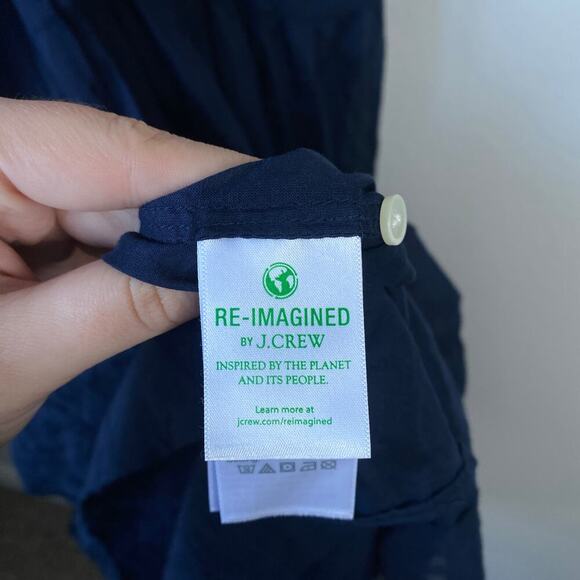 RE-IMAGINED
BY J.CREW
INSPIRED BY THE PLANET
AND ITS PEOPLE.
Learn more at
jcrew.com/reimagined